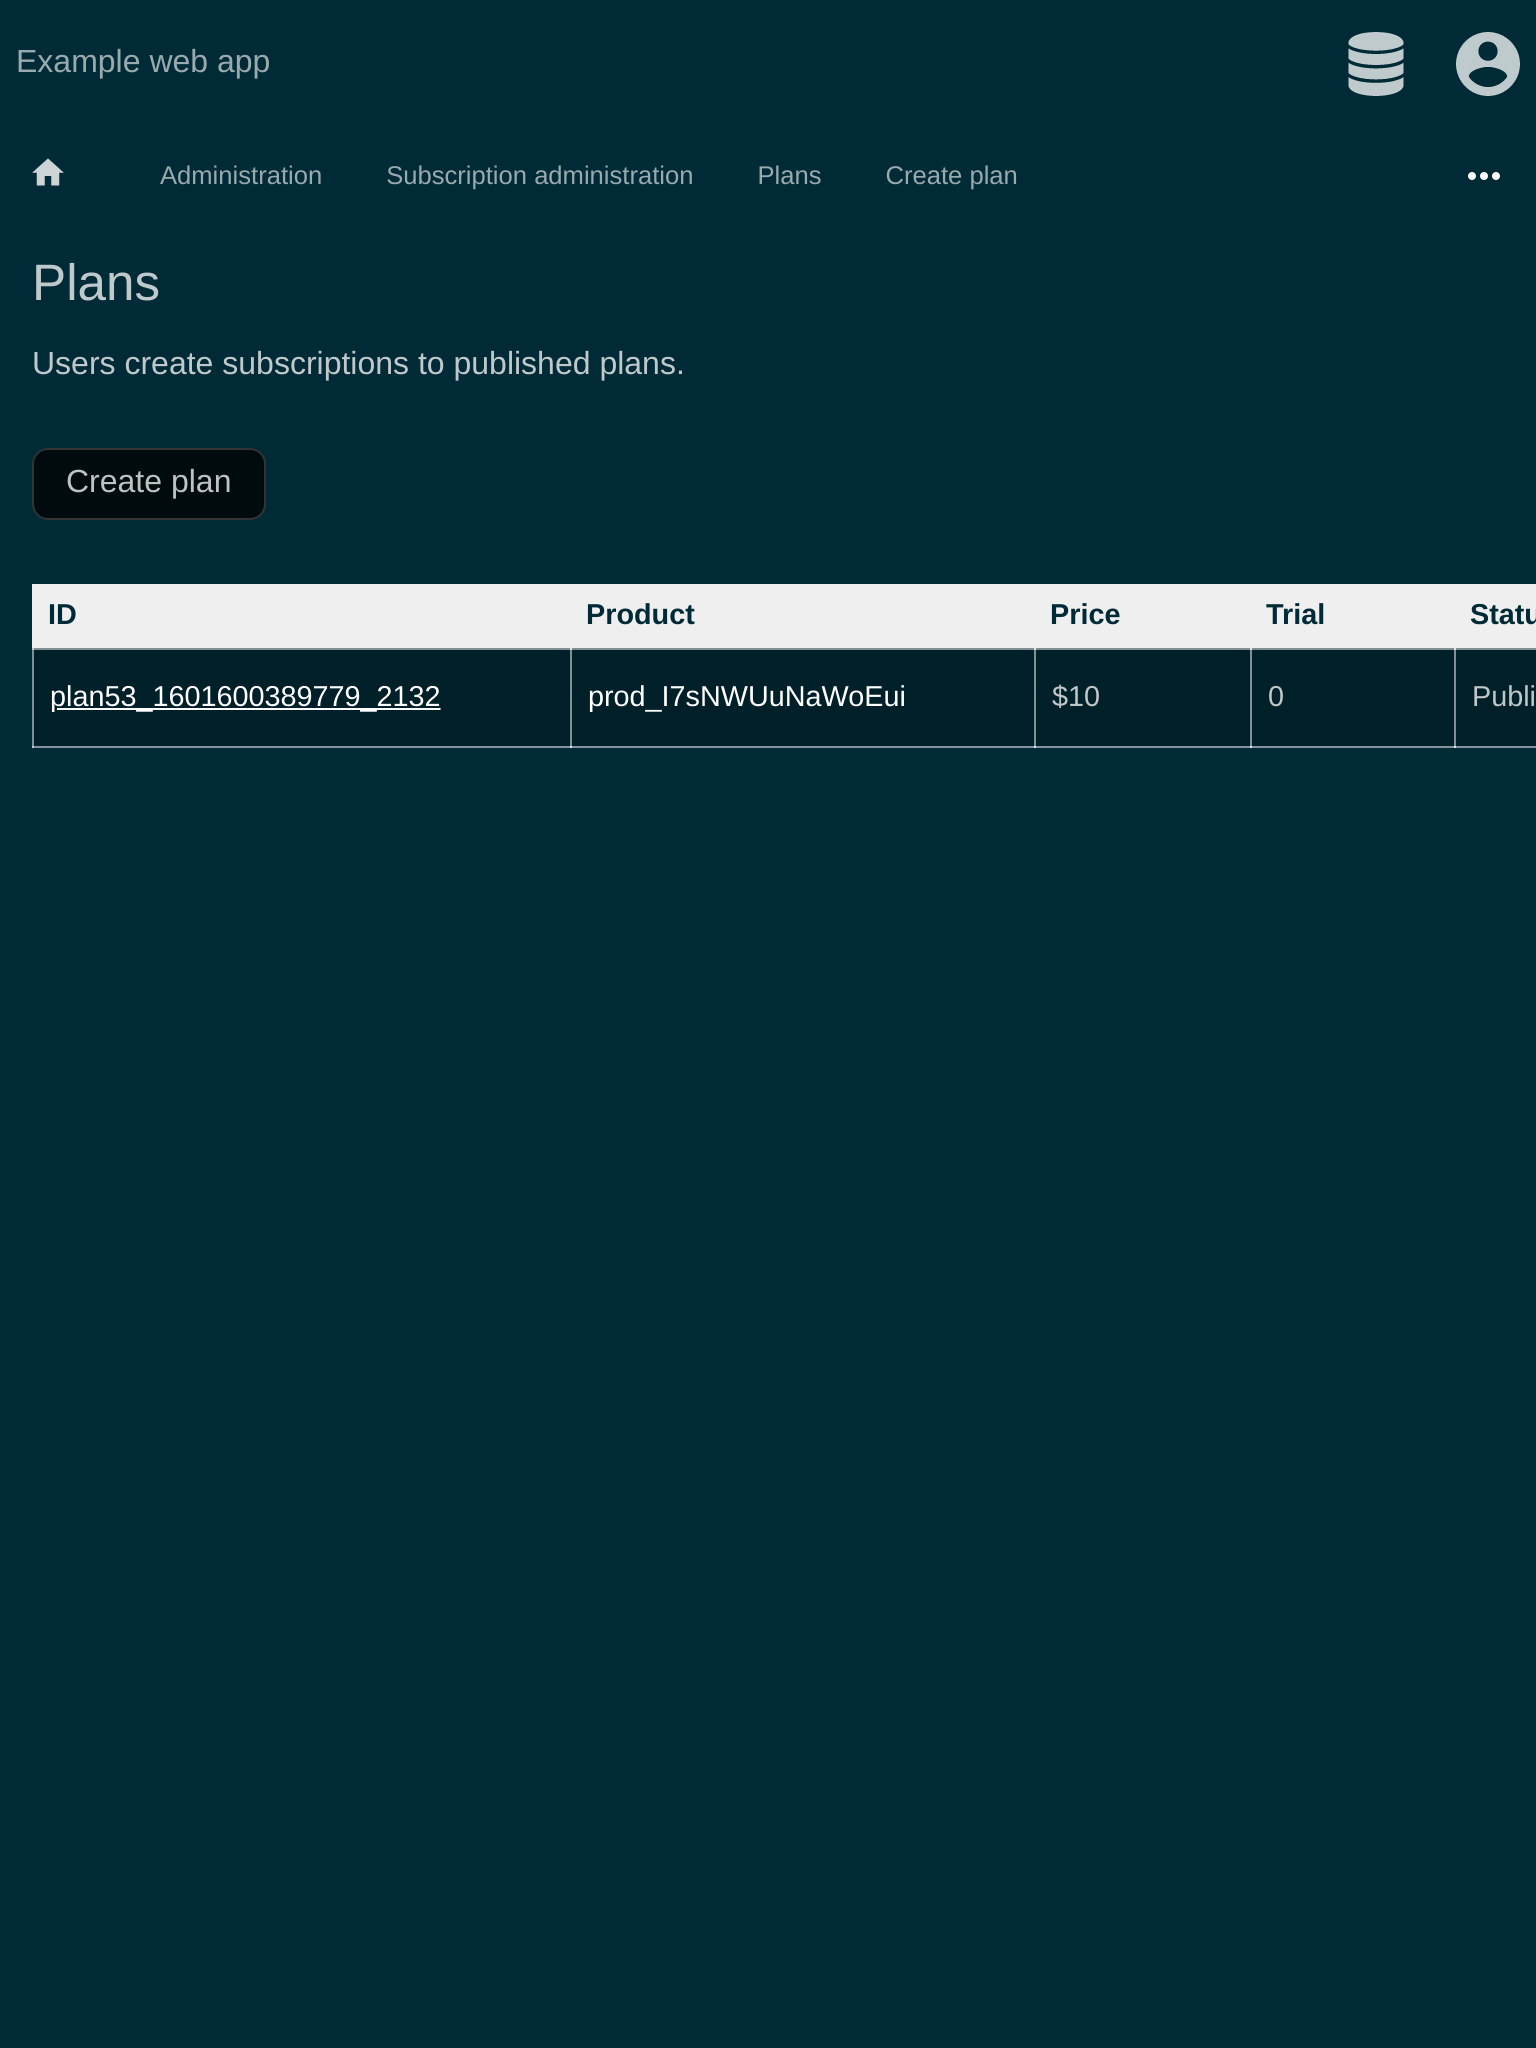 Example web app
Administration Subscription administration Plans Create plan
Plans
Users create subscriptions to published plans.
Create plan
ID Product Price Trial Statu
plan53_1601600389779_2132 prod_I7sNWUuNaWoEui $10 0 Publi